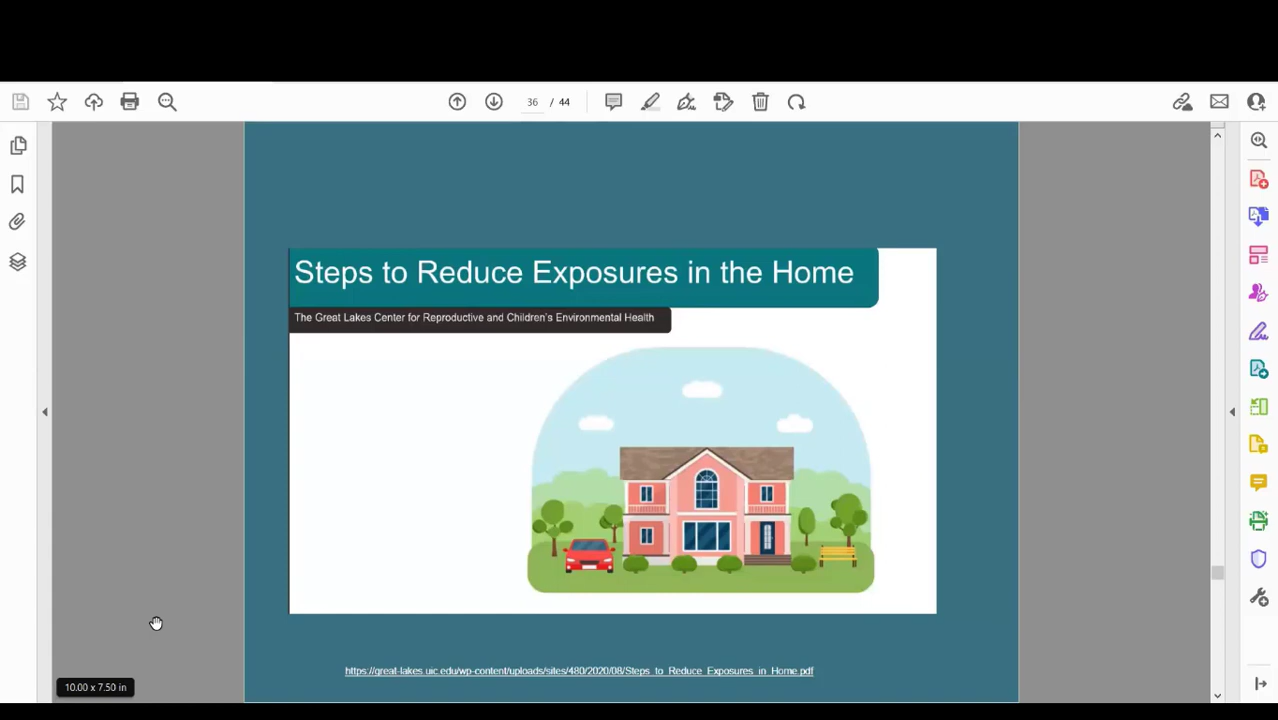 36 / 44
Steps to Reduce Exposures in the Home
The Great Lakes Center for Reproductive and Children's Environmental Health
https://great-lakes.uic.edu/wp-content/uploads/sites/480/2020/08/Steps_to_Reduce_Exposures_in_Home.pdf
10.00 x 7.50 in